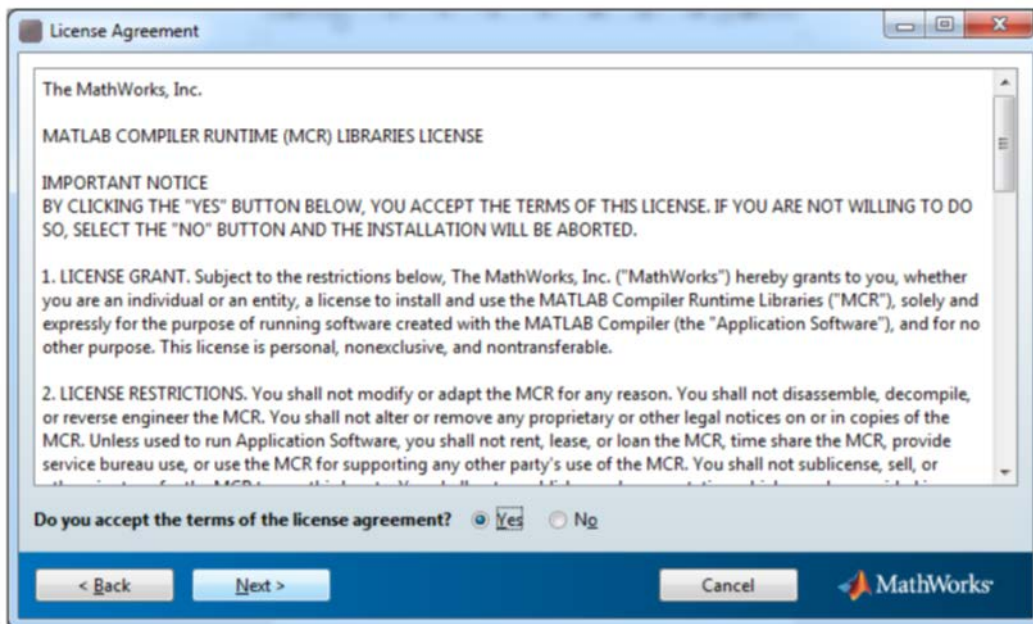 License Agreement
The MathWorks, Inc.
MATLAB COMPILER RUNTIME (MCR) LIBRARIES LICENSE
IMPORTANT NOTICE
BY CLICKING THE "YES" BUTTON BELOW, YOU ACCEPT THE TERMS OF THIS LICENSE. IF YOU ARE NOT WILLING TO DO
SO, SELECT THE "NO" BUTTON AND THE INSTALLATION WILL BE ABORTED.
1. LICENSE GRANT. Subject to the restrictions below, The MathWorks, Inc. ("MathWorks") hereby grants to you, whether
you are an individual or an entity, a license to install and use the MATLAB Compiler Runtime Libraries ("MCR"), solely and
expressly for the purpose of running software created with the MATLAB Compiler (the "Application Software"), and for no
other purpose. This license is personal, nonexclusive, and nontransferable.
2. LICENSE RESTRICTIONS. You shall not modify or adapt the MCR for any reason. You shall not disassemble, decompile,
or reverse engineer the MCR. You shall not alter or remove any proprietary or other legal notices on or in copies of the
MCR. Unless used to run Application Software, you shall not rent, lease, or loan the MCR, time share the MCR, provide
service bureau use, or use the MCR for supporting any other party's use of the MCR. You shall not sublicense, sell, or
Do you accept the terms of the license agreement? Yes No
< Back Next > Cancel MathWorks